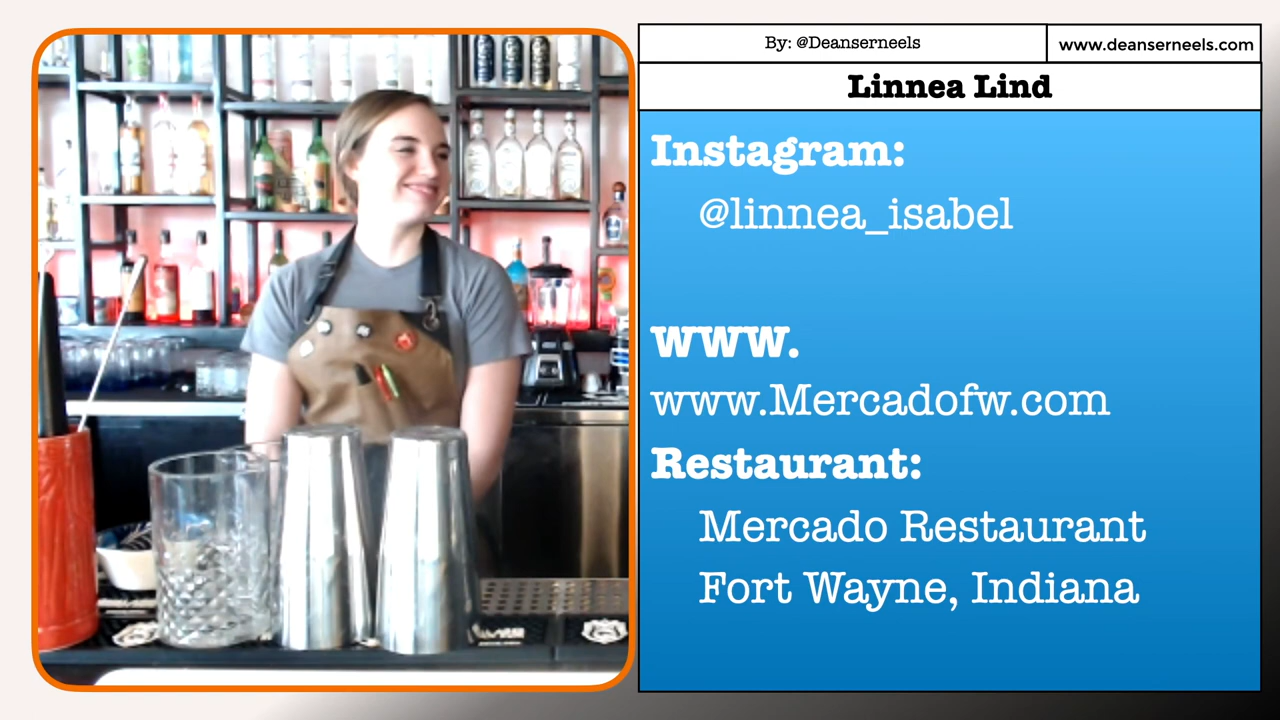 By: @Deanserneels
www.deanserneels.com
Linnea Lind
Instagram:
@linnea_isabel
www.
www.Mercadofw.com
Restaurant:
Mercado Restaurant
Fort Wayne, Indiana